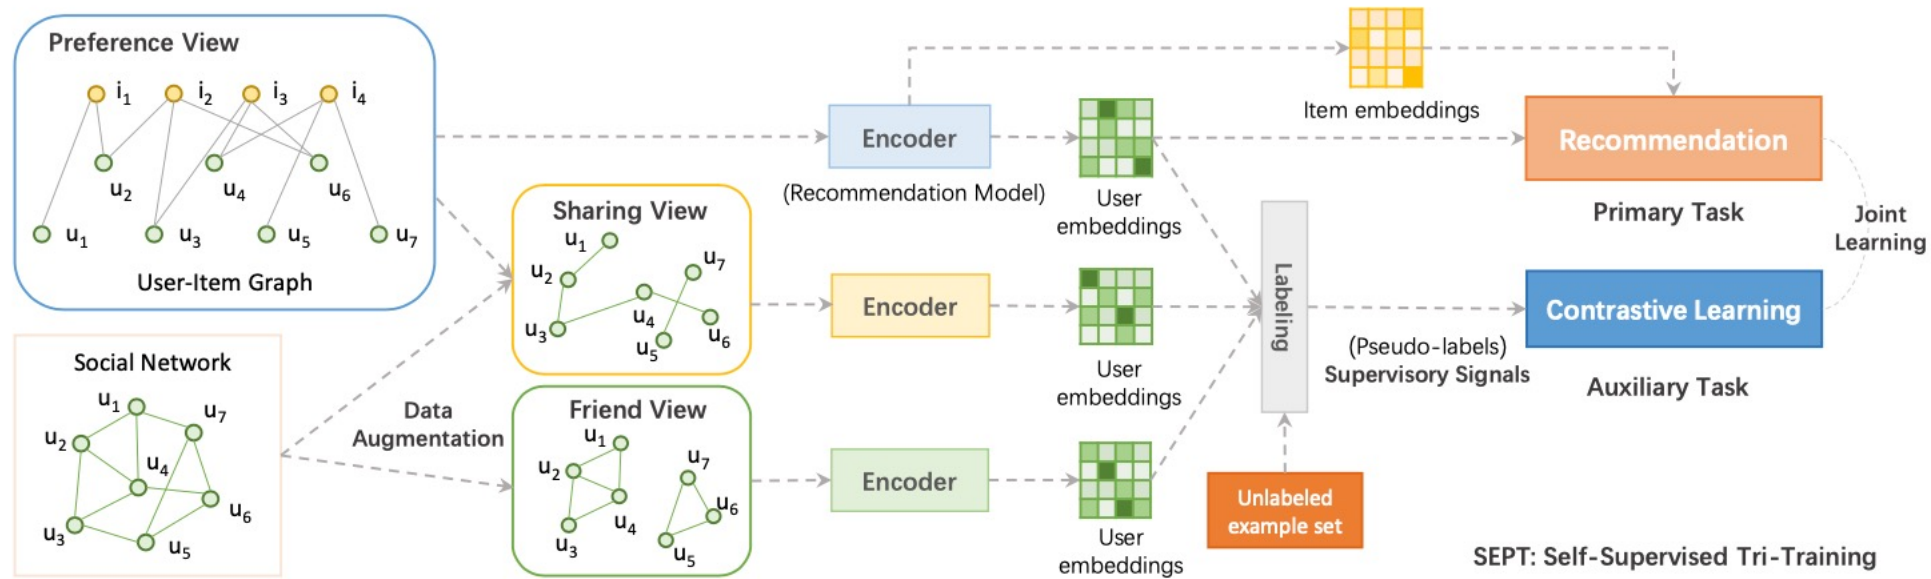 Preference View
i1 i2 i3 i4
u2 u4 u6
u1 u3 u5 u7
User-Item Graph
Social Network
u1 u7
u2
u4
u6
u3 u5
Data
Augmentation
Sharing View
u1
u7
u2
u4
u3 u6
u5
Friend View
u1
u7
u2
u6
u4
u3 u5
Encoder
(Recommendation Model)
Encoder
Encoder
User
embeddings
User
embeddings
User
embeddings
Item embeddings
Labeling
Unlabeled
example set
(Pseudo-labels)
Supervisory Signals
Recommendation
Primary Task
Joint
Learning
Contrastive Learning
Auxiliary Task
SEPT: Self-Supervised Tri-Training